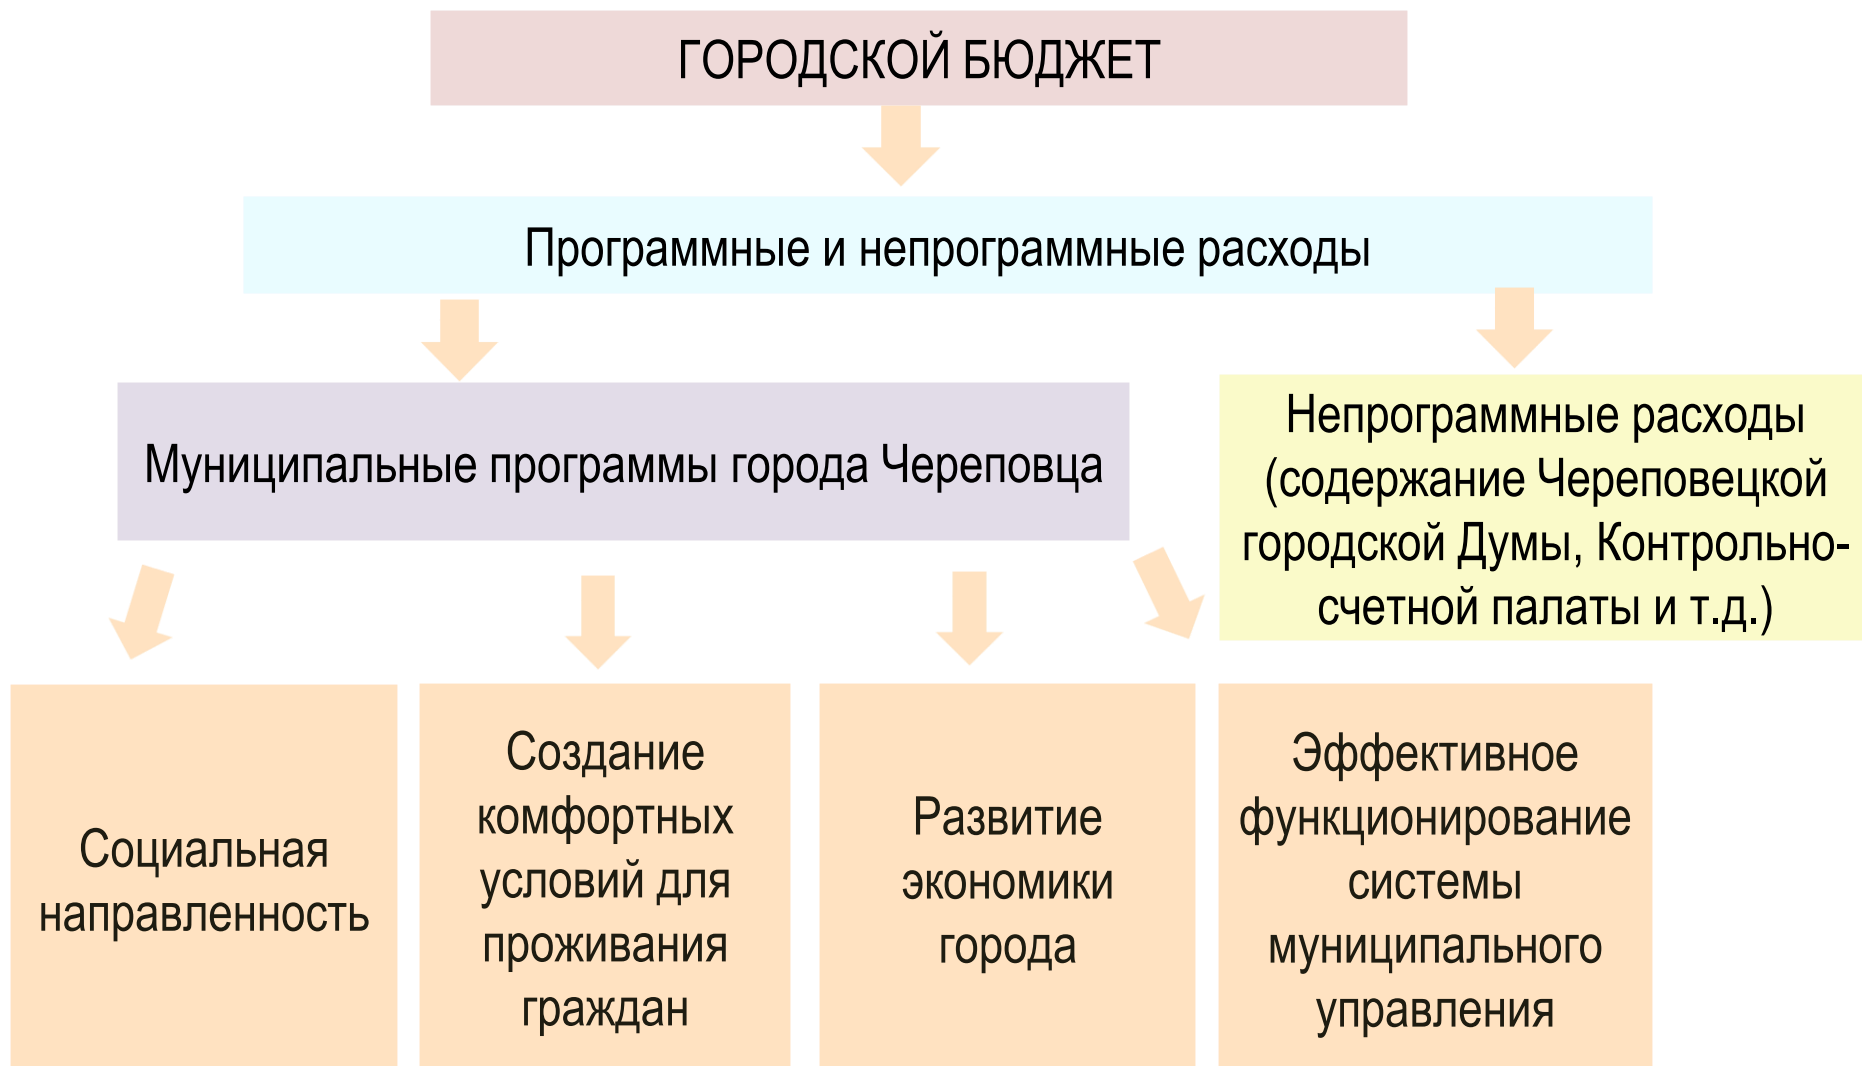 ГОРОДСКОЙ БЮДЖЕТ
Программные и непрограммные расходы
Муниципальные программы города Череповца
Непрограммные расходы
(содержание Череповецкой
городской Думы, Контрольно-
счетной палаты и т.д.)
Социальная
направленность
Создание
комфортных
условий для
проживания
граждан
Развитие
экономики
города
Эффективное
функционирование
системы
муниципального
управления